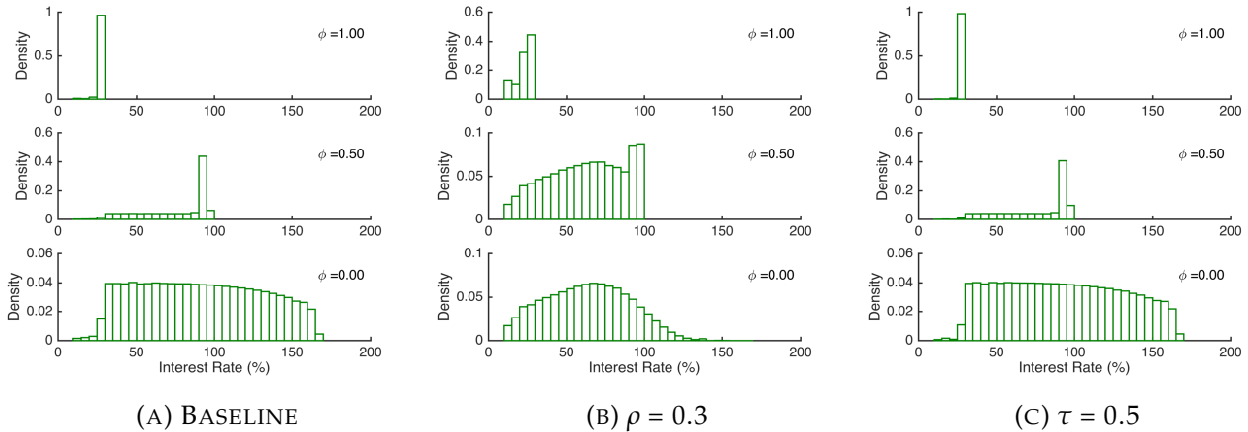 1
0.5
0
Density
ϕ =1.00
0 50 100 150 200
0.6
0.4
0.2
0
Density
ϕ =0.50
0 50 100 150 200
0.06
0.04
0.02
0
Density
ϕ =0.00
0 50 100 150 200
Interest Rate (%)
(A) BASELINE
0.6
0.4
0.2
0
Density
ϕ =1.00
0 50 100 150 200
0.1
0.05
0
Density
ϕ =0.50
0 50 100 150 200
0.1
0.05
0
Density
ϕ =0.00
0 50 100 150 200
Interest Rate (%)
(B) ρ = 0.3
1
0.5
0
Density
ϕ =1.00
0 50 100 150 200
0.6
0.4
0.2
0
Density
ϕ =0.50
0 50 100 150 200
0.06
0.04
0.02
0
Density
ϕ =0.00
0 50 100 150 200
Interest Rate (%)
(C) τ = 0.5